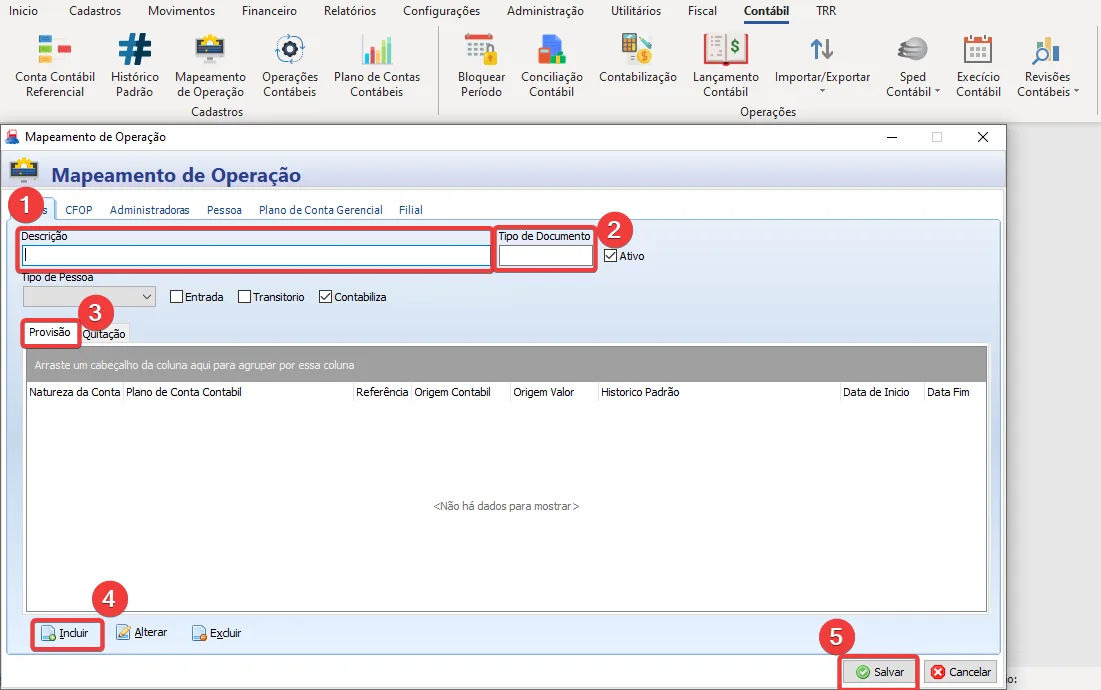 Inicio Cadastros Movimentos Financeiro Relatórios Configurações Administração Utilitários Fiscal Contábil TRR
Conta Contábil Referencial
Histórico Padrão
Mapeamento de Operação
Operações Contábeis
Plano de Contas Contábeis
Bloquear Período
Conciliação Contábil
Contabilização
Lançamento Contábil
Importar/Exportar
Sped Contábil
Execício Contábil
Revisões Contábeis
Cadastros Operações
Mapeamento de Operação
Mapeamento de Operação
1 s CFOP Administradoras Pessoa Plano de Conta Gerencial Filial
Descrição Tipo de Documento 2
Ativo
Tipo de Pessoa
Entrada Transitorio Contabiliza
3
Provisão Quitação
Arraste um cabeçalho da coluna aqui para agrupar por essa coluna
Natureza da Conta Plano de Conta Contabil Referência Origem Contabil Origem Valor Historico Padrão Data de Inicio Data Fim
<Não há dados para mostrar>
4
Incluir Alterar Excluir
5
Salvar Cancelar o: